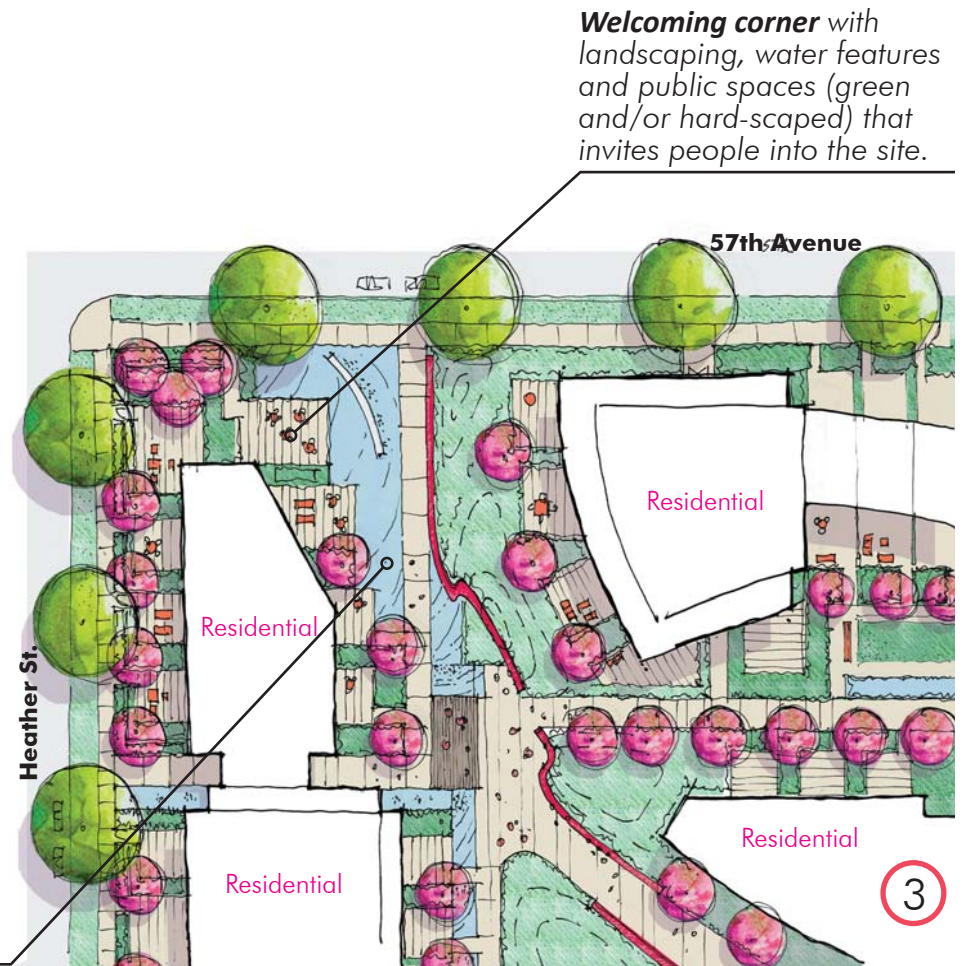 Welcoming corner with
landscaping, water features
and public spaces (green
and/or hard-scaped) that
invites people into the site.
57th Avenue
Residential
Residential
Heather St.
Residential
Residential
3